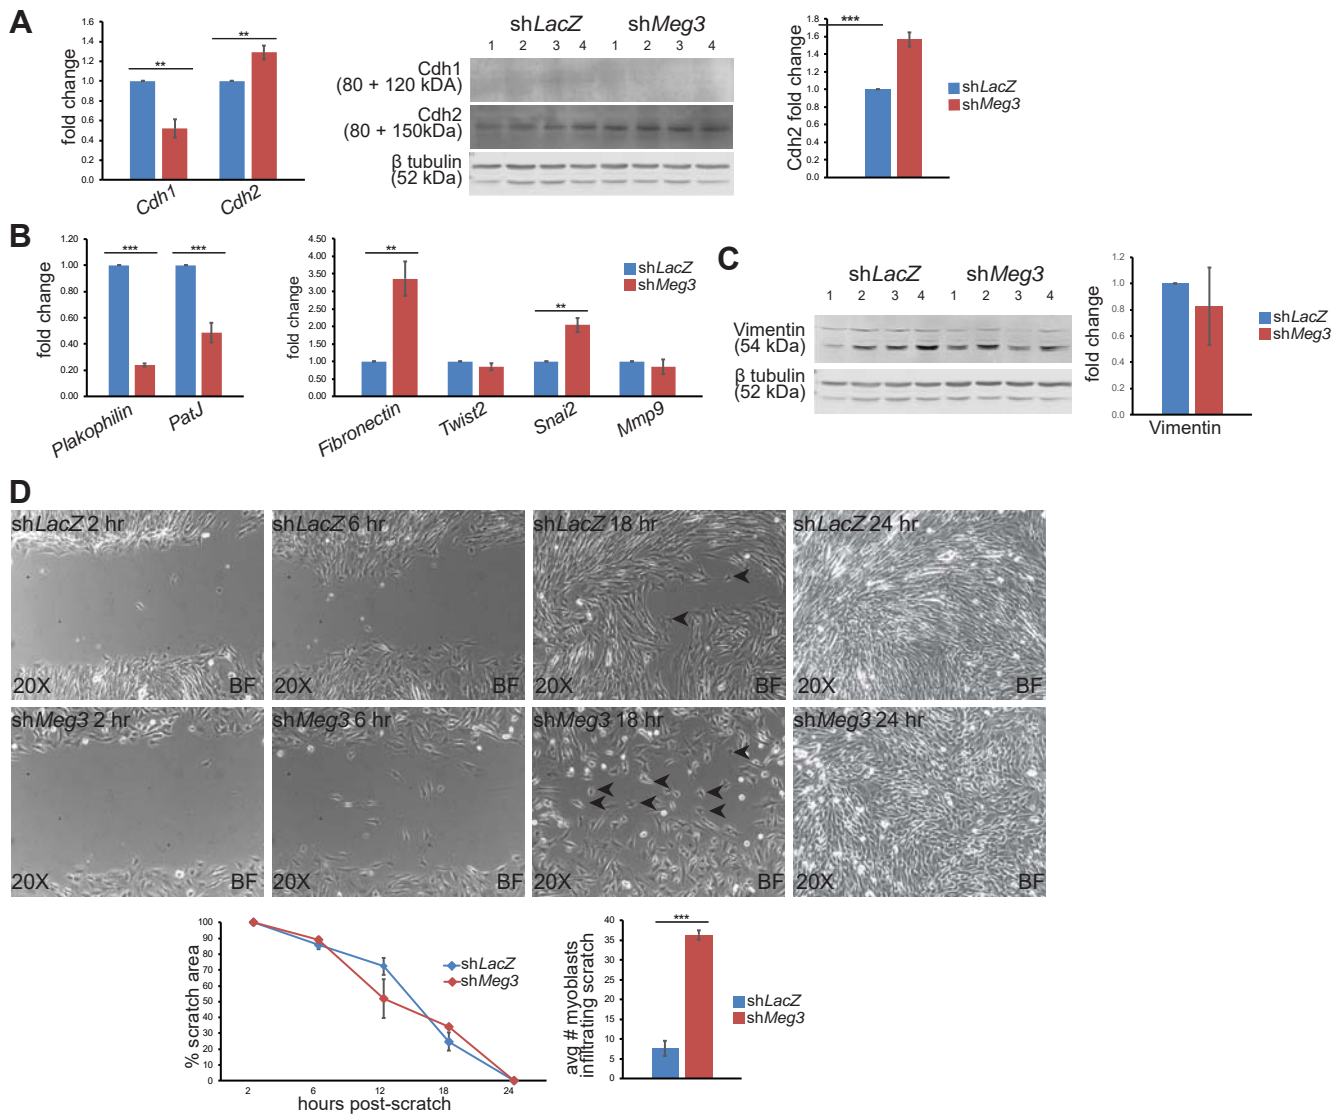 A
fold change
1.6
1.4
1.2
1.0
0.8
0.6
0.4
0.2
0.0
**
**
Cdh1
Cdh2
shLacZ
shMeg3
1 2 3 4 1 2 3 4
Cdh1
(80 + 120 kDA)
Cdh2
(80 + 150kDa)
β tubulin
(52 kDa)
Cdh2 fold change
1.8
1.6
1.4
1.2
1.0
0.8
0.6
0.4
0.2
0.0
***
shLacZ
shMeg3
B
fold change
1.20
1.00
0.80
0.60
0.40
0.20
0.00
***
***
Plakophilin
PatJ
fold change
4.50
4.00
3.50
3.00
2.50
2.00
1.50
1.00
0.50
0.00
**
**
Fibronectin
Twist2
Snai2
Mmp9
shLacZ
shMeg3
C
shLacZ
shMeg3
1 2 3 4 1 2 3 4
Vimentin
(54 kDa)
β tubulin
(52 kDa)
fold change
1.2
1.0
0.8
0.6
0.4
0.2
0.0
Vimentin
shLacZ
shMeg3
D
shLacZ 2 hr
20X BF
shLacZ 6 hr
20X BF
shLacZ 18 hr
20X BF
shLacZ 24 hr
20X BF
shMeg3 2 hr
20X BF
shMeg3 6 hr
20X BF
shMeg3 18 hr
20X BF
shMeg3 24 hr
20X BF
% scratch area
100
90
80
70
60
50
40
30
20
10
0
2 6 12 18 24
hours post-scratch
shLacZ
shMeg3
avg # myoblasts
infiltrating scratch
40
35
30
25
20
15
10
5
0
***
shLacZ
shMeg3